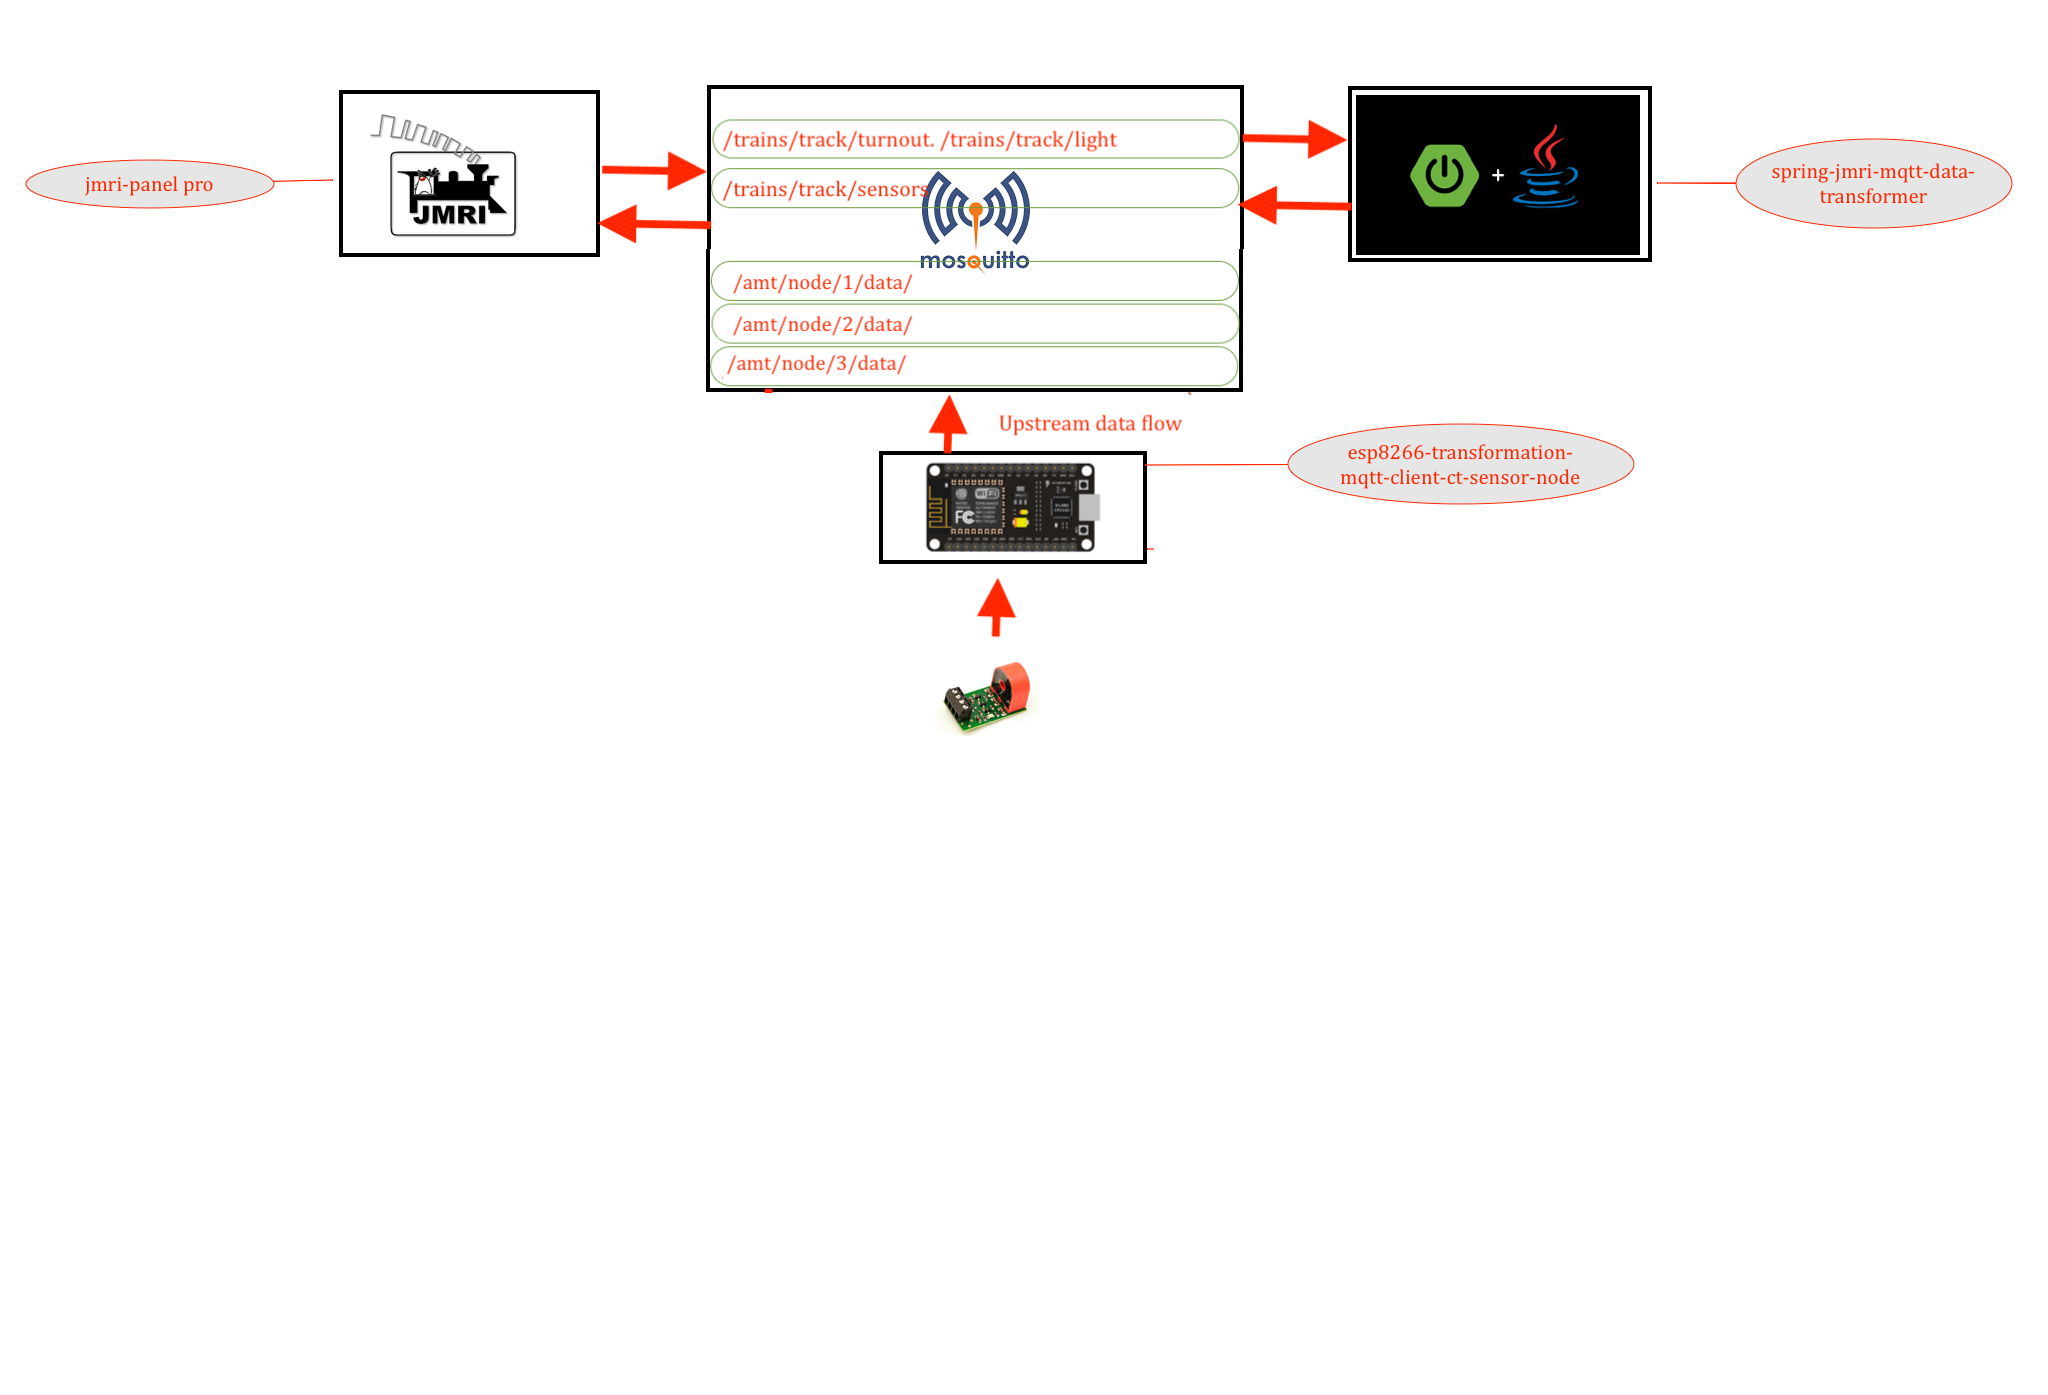 /trains/track/turnout. /trains/track/light
/trains/track/sensors
jmri-panel pro
JMRI
mosquitto
+
spring-jmri-mqtt-data-
transformer
/amt/node/1/data/
/amt/node/2/data/
/amt/node/3/data/
Upstream data flow
esp8266-transformation-
mqtt-client-ct-sensor-node
WiFi
FC